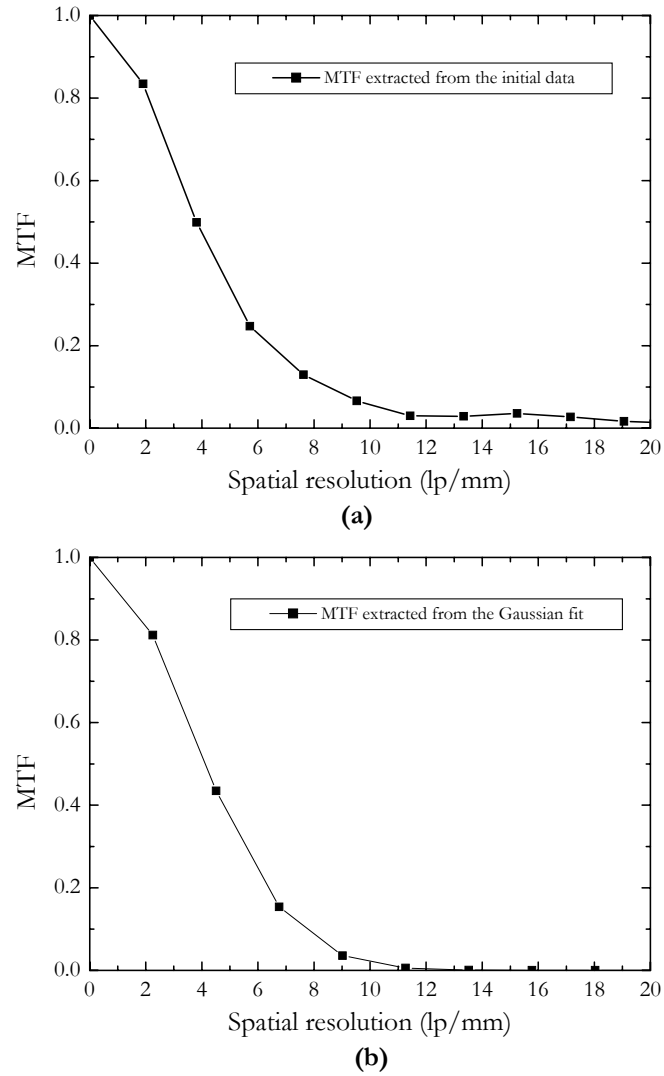 1.0
0.8
0.6
0.4
0.2
0.0
MTF
MTF extracted from the initial data
0 2 4 6 8 10 12 14 16 18 20
Spatial resolution (lp/mm)
(a)
1.0
0.8
0.6
0.4
0.2
0.0
MTF
MTF extracted from the Gaussian fit
0 2 4 6 8 10 12 14 16 18 20
Spatial resolution (lp/mm)
(b)